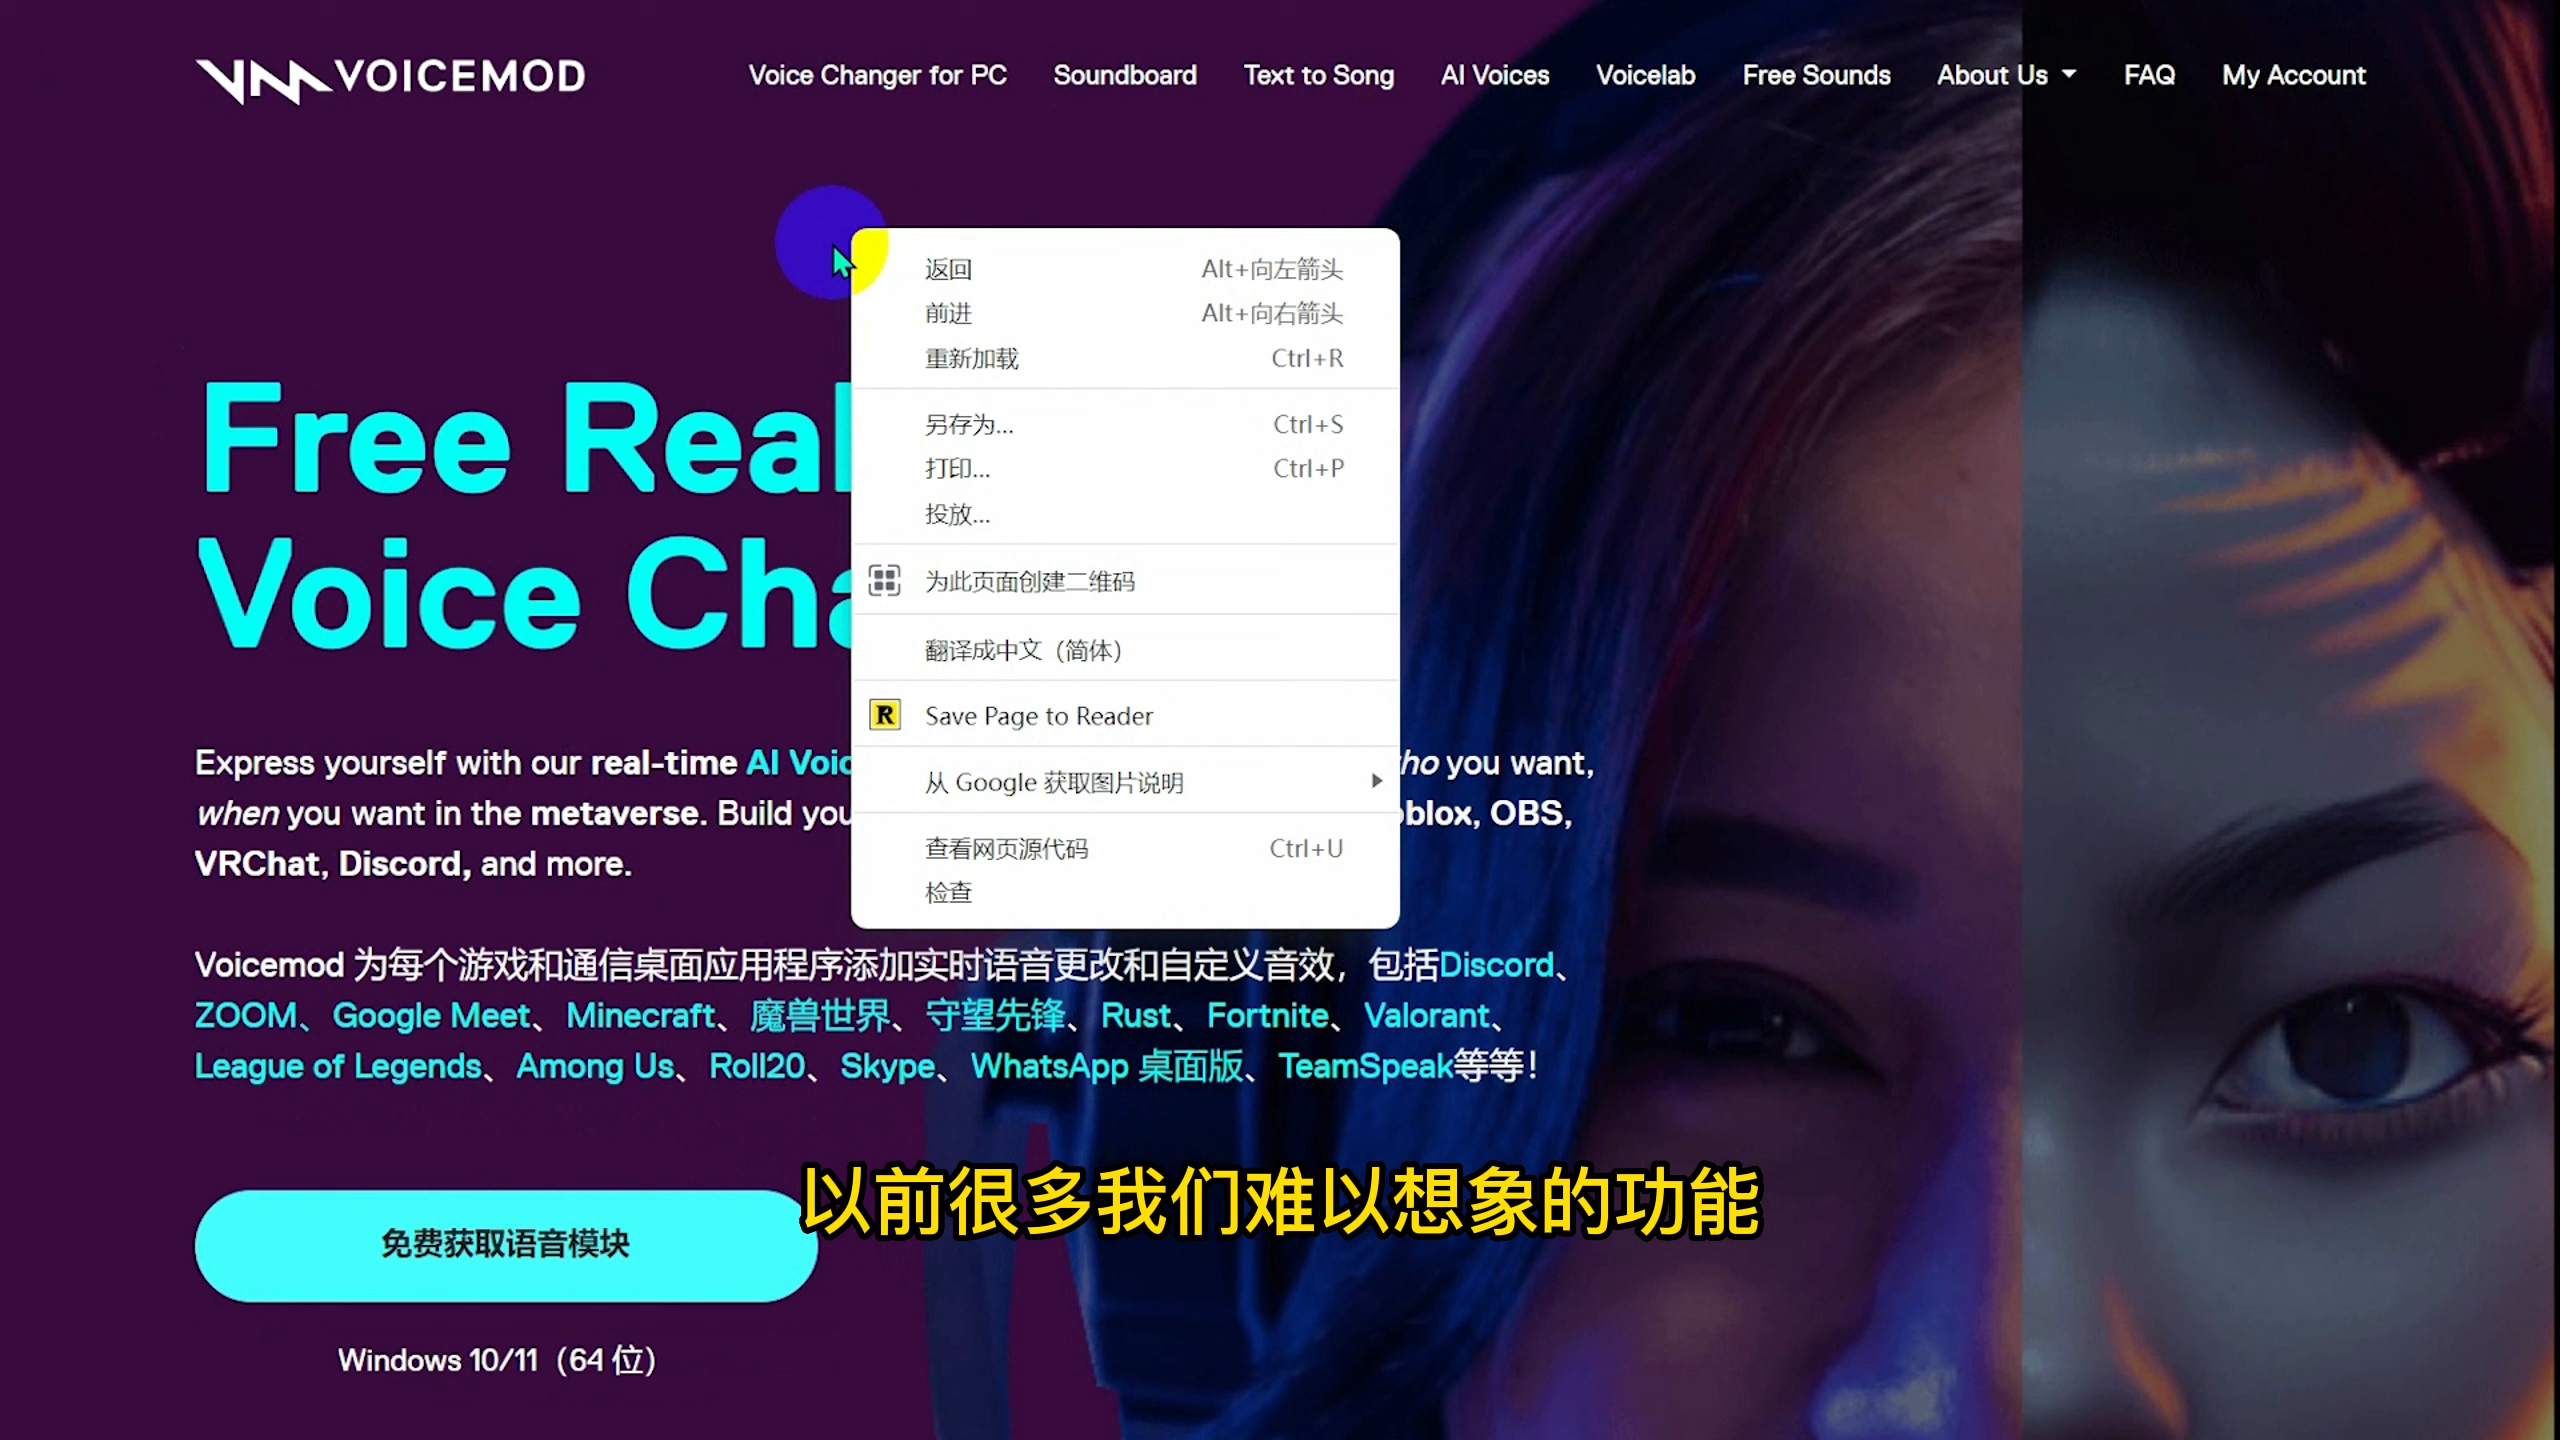 VOICEMOD
Voice Changer for PC
Soundboard
Text to Song
AI Voices
Voicelab
Free Sounds
About Us
FAQ
My Account
返回 Alt+向左箭头
前进 Alt+向右箭头
重新加载 Ctrl+R
另存为... Ctrl+S
打印... Ctrl+P
投放...
为此页面创建二维码
翻译成中文（简体）
R Save Page to Reader
从 Google 获取图片说明
查看网页源代码 Ctrl+U
检查
Free Real
Voice Cha
Express yourself with our real-time AI Voic you want,
when you want in the metaverse. Build you OBS,
VRChat, Discord, and more.
Voicemod 为每个游戏和通信桌面应用程序添加实时语音更改和自定义音效，包括Discord、
ZOOM、Google Meet、Minecraft、魔兽世界、守望先锋、Rust、Fortnite、Valorant、
League of Legends、Among Us、Roll20、Skype、WhatsApp 桌面版、TeamSpeak等等！
以前很多我们难以想象的功能
免费获取语音模块
Windows 10/11（64 位）